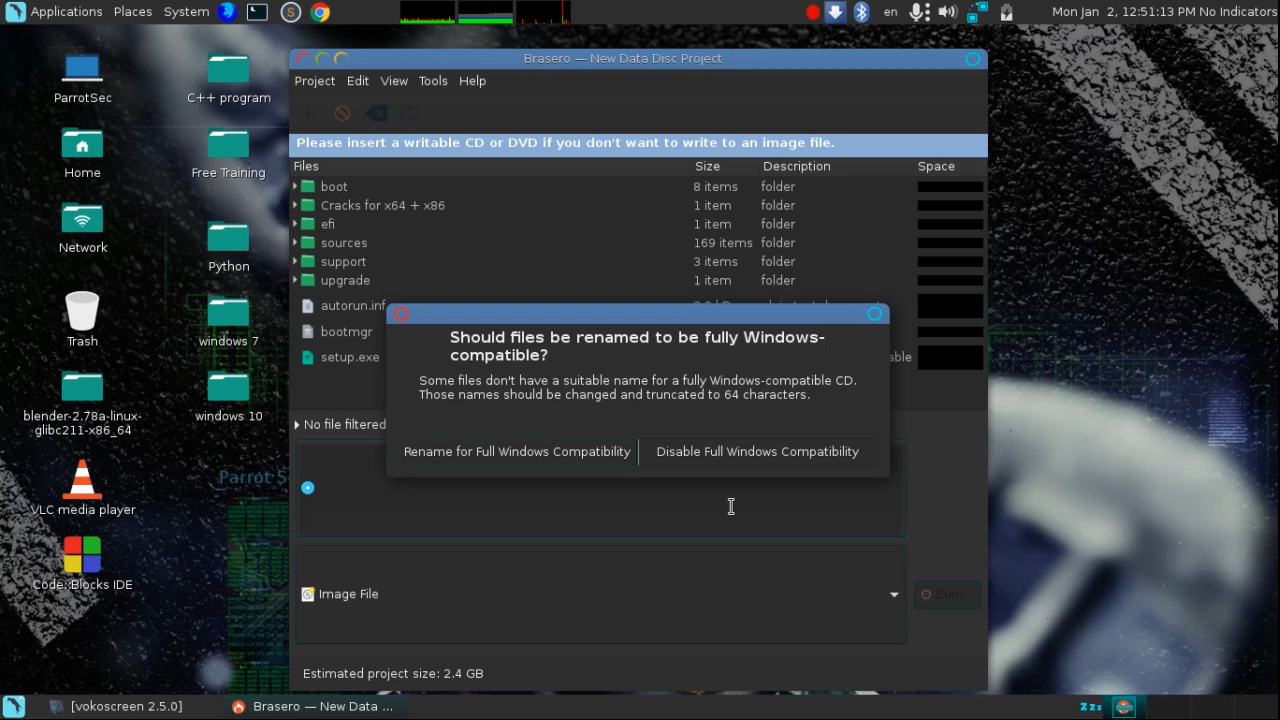 Applications Places System S en Mon Jan 2, 12:51:13 PM No Indicators
ParrotSec
C++ program
Home
Free Training
Network
Python
Trash
windows 7
blender-2.78a-linux-
glibc211-x86_64
windows 10
VLC media player
Parrot S
Code::Blocks IDE
Brasero — New Data Disc Project
Project Edit View Tools Help
Please insert a writable CD or DVD if you don't want to write to an image file.
Files Size Description Space
boot 8 items folder
Cracks for x64 + x86 1 item folder
efi 1 item folder
sources 169 items folder
support 3 items folder
upgrade 1 item folder
autorun.inf
bootmgr
setup.exe able
Should files be renamed to be fully Windows-
compatible?
Some files don't have a suitable name for a fully Windows-compatible CD.
Those names should be changed and truncated to 64 characters.
No file filtered
Rename for Full Windows Compatibility Disable Full Windows Compatibility
Image File Burn...
Estimated project size: 2.4 GB
[vokoscreen 2.5.0] Brasero — New Data ... Zzz